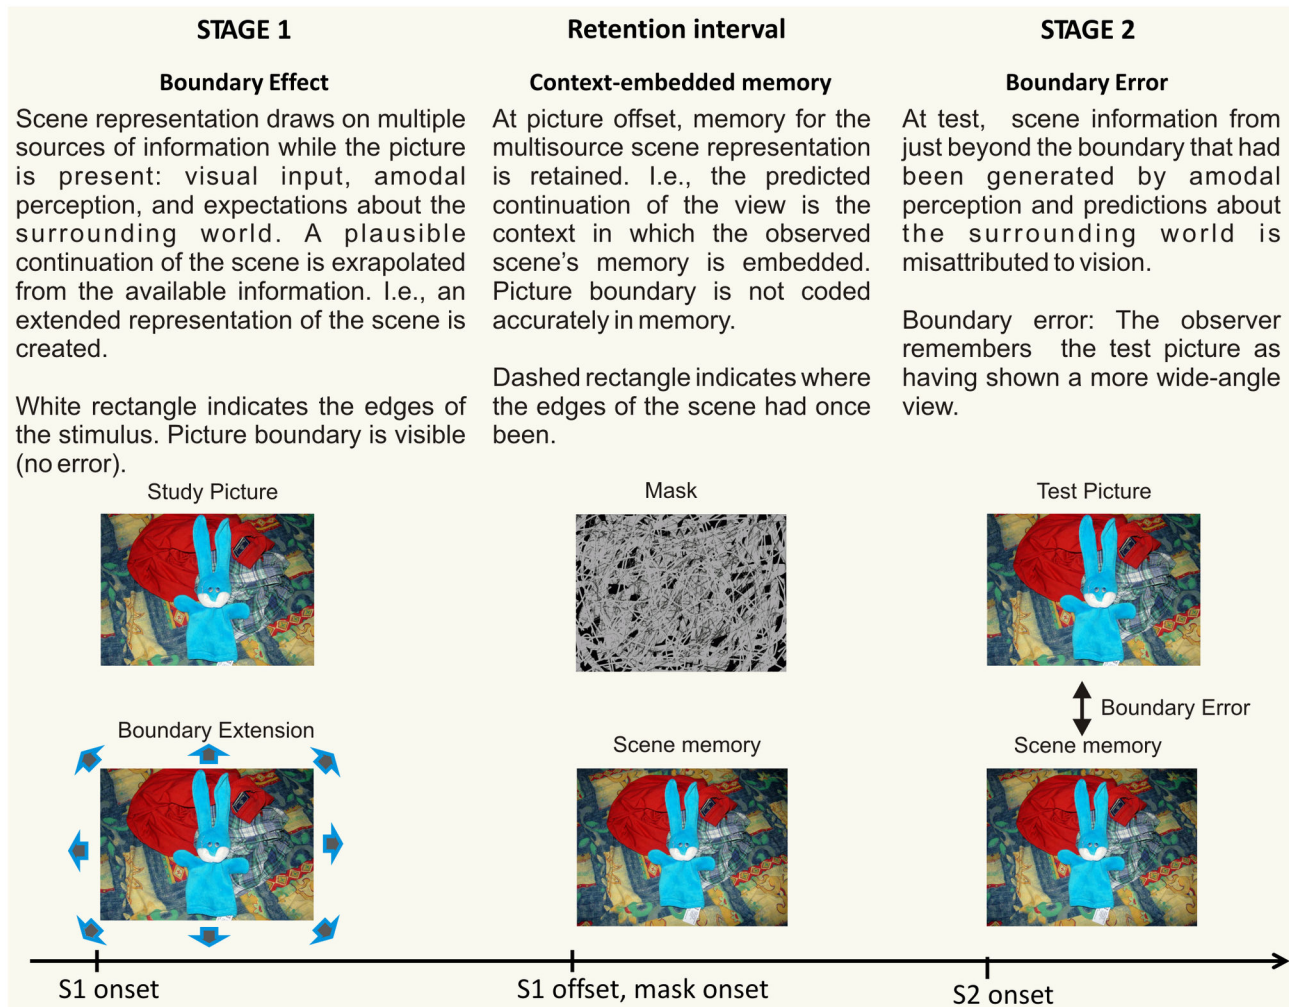 STAGE 1
Boundary Effect
Scene representation draws on multiple
sources of information while the picture
is present: visual input, amodal
perception, and expectations about the
surrounding world. A plausible
continuation of the scene is exrapolated
from the available information. I.e., an
extended representation of the scene is
created.
White rectangle indicates the edges of
the stimulus. Picture boundary is visible
(no error).
Study Picture
Boundary Extension
Retention interval
Context-embedded memory
At picture offset, memory for the
multisource scene representation
is retained. I.e., the predicted
continuation of the view is the
context in which the observed
scene's memory is embedded.
Picture boundary is not coded
accurately in memory.
Dashed rectangle indicates where
the edges of the scene had once
been.
Mask
Scene memory
STAGE 2
Boundary Error
At test, scene information from
just beyond the boundary that had
been generated by amodal
perception and predictions about
the surrounding world is
misattributed to vision.
Boundary error: The observer
remembers the test picture as
having shown a more wide-angle
view.
Test Picture
Boundary Error
Scene memory
S1 onset
S1 offset, mask onset
S2 onset